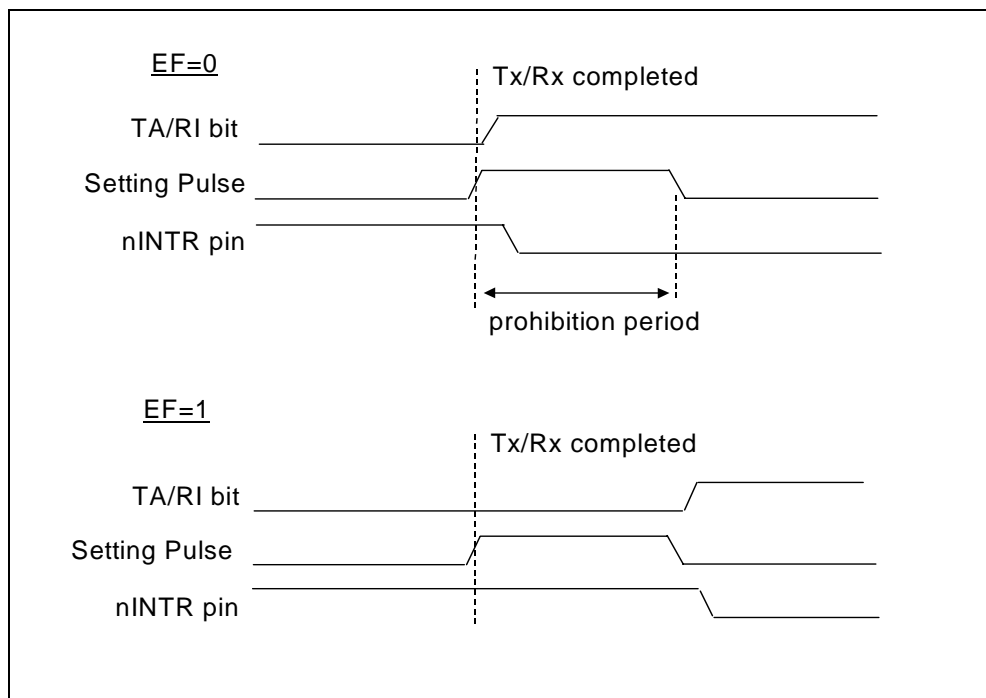 EF=0
Tx/Rx completed
TA/RI bit
Setting Pulse
nINTR pin
prohibition period
EF=1
Tx/Rx completed
TA/RI bit
Setting Pulse
nINTR pin